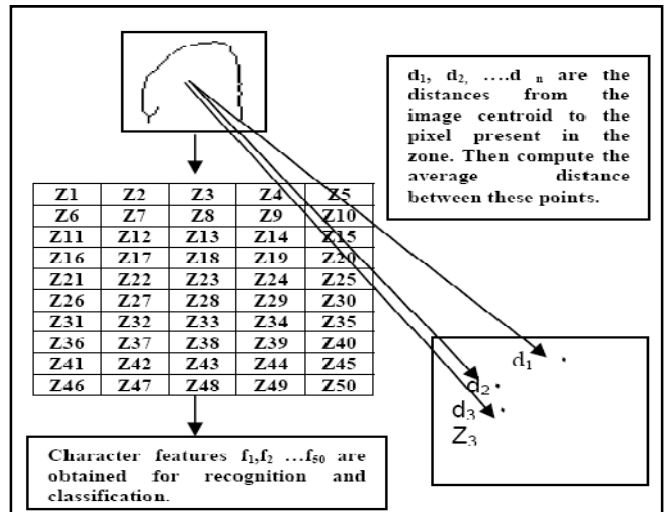 d₁, d₂, ....d ₙ are the
distances from the
image centroid to the
pixel present in the
zone. Then compute the
average distance
between these points.
Z1 Z2 Z3 Z4 Z5
Z6 Z7 Z8 Z9 Z10
Z11 Z12 Z13 Z14 Z15
Z16 Z17 Z18 Z19 Z20
Z21 Z22 Z23 Z24 Z25
Z26 Z27 Z28 Z29 Z30
Z31 Z32 Z33 Z34 Z35
Z36 Z37 Z38 Z39 Z40
Z41 Z42 Z43 Z44 Z45
Z46 Z47 Z48 Z49 Z50
d₁
d₂
d₃
Z₃
Character features f₁,f₂ ...f₅₀ are
obtained for recognition and
classification.